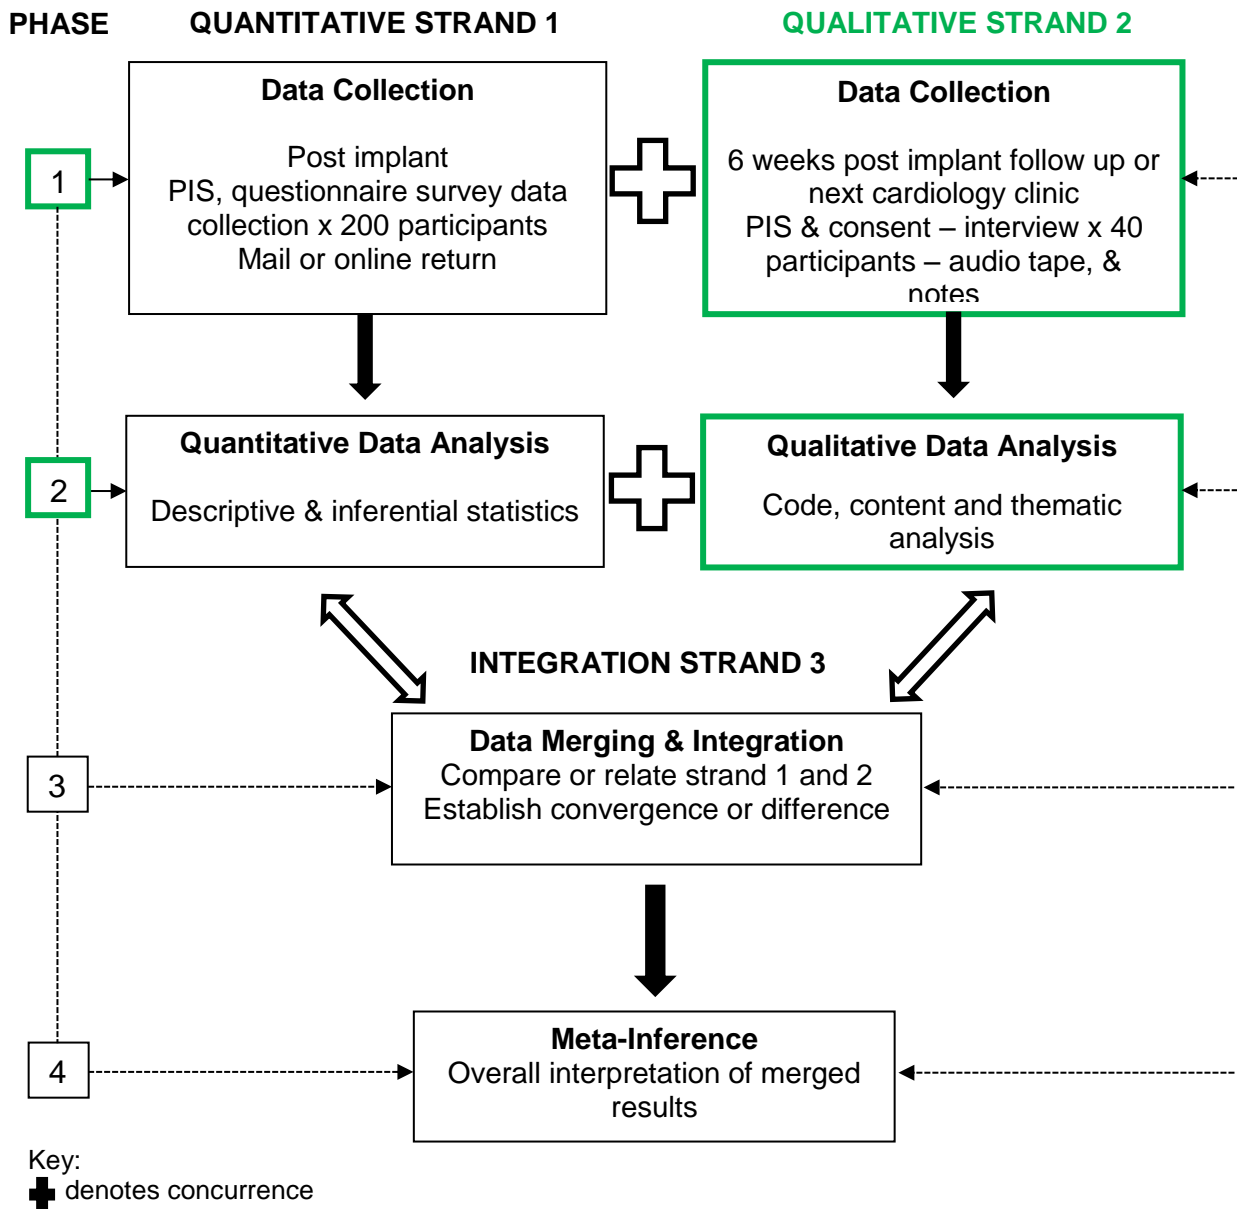 PHASE
QUANTITATIVE STRAND 1
QUALITATIVE STRAND 2
1
Data Collection
Post implant
PIS, questionnaire survey data
collection x 200 participants
Mail or online return
Data Collection
6 weeks post implant follow up or
next cardiology clinic
PIS & consent – interview x 40
participants – audio tape, &
notes
2
Quantitative Data Analysis
Descriptive & inferential statistics
Qualitative Data Analysis
Code, content and thematic
analysis
INTEGRATION STRAND 3
3
Data Merging & Integration
Compare or relate strand 1 and 2
Establish convergence or difference
4
Meta-Inference
Overall interpretation of merged
results
Key:
denotes concurrence